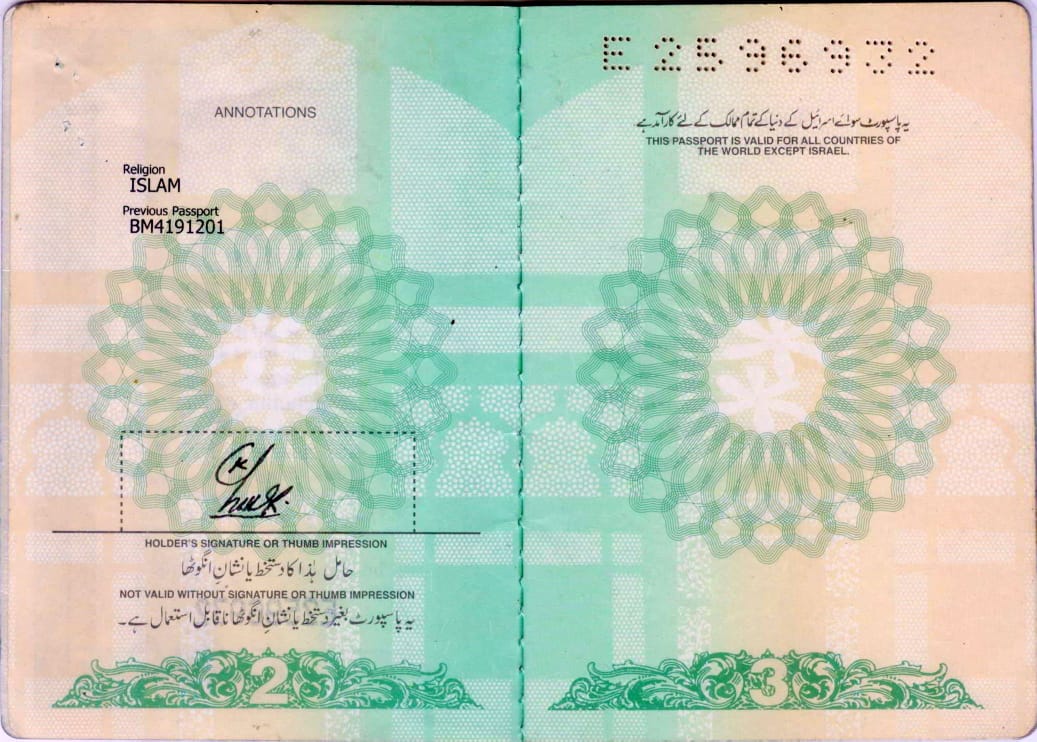 ANNOTATIONS
Religion
ISLAM
Previous Passport
BM4191201
HOLDER'S SIGNATURE OR THUMB IMPRESSION
حامل ہٰذا کا دستخط یا نشانِ انگوٹھا
NOT VALID WITHOUT SIGNATURE OR THUMB IMPRESSION
یہ پاسپورٹ بغیر دستخط یا نشانِ انگوٹھا ناقابل استعمال ہے۔
2
E2596932
یہ پاسپورٹ سوائے اسرائیل کے دنیا کے تمام ممالک کے لئے کارآمد ہے
THIS PASSPORT IS VALID FOR ALL COUNTRIES OF
THE WORLD EXCEPT ISRAEL.
3